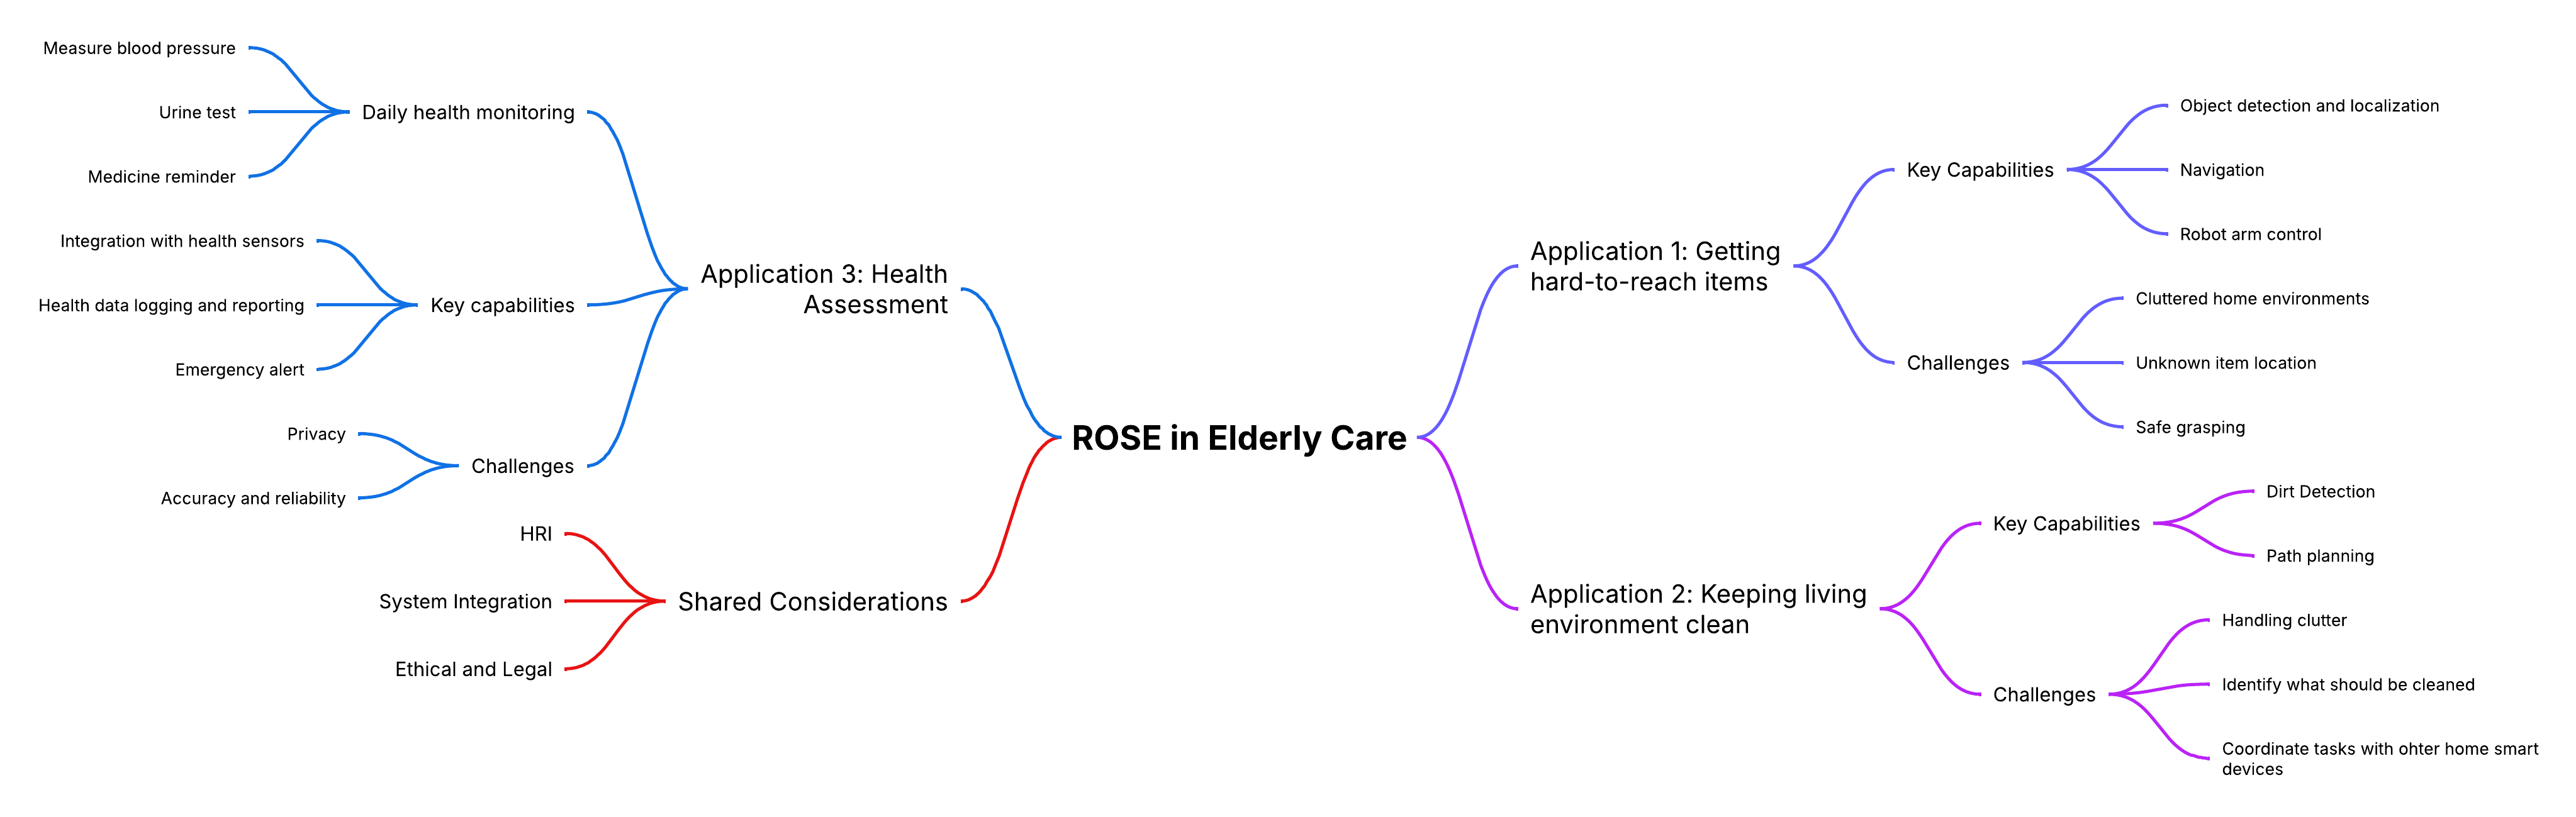 ROSE in Elderly Care
Application 1: Getting
hard-to-reach items
Key Capabilities
Object detection and localization
Navigation
Robot arm control
Challenges
Cluttered home environments
Unknown item location
Safe grasping
Application 2: Keeping living
environment clean
Key Capabilities
Dirt Detection
Path planning
Challenges
Handling clutter
Identify what should be cleaned
Coordinate tasks with ohter home smart
devices
Application 3: Health
Assessment
Daily health monitoring
Measure blood pressure
Urine test
Medicine reminder
Key capabilities
Integration with health sensors
Health data logging and reporting
Emergency alert
Challenges
Privacy
Accuracy and reliability
Shared Considerations
HRI
System Integration
Ethical and Legal